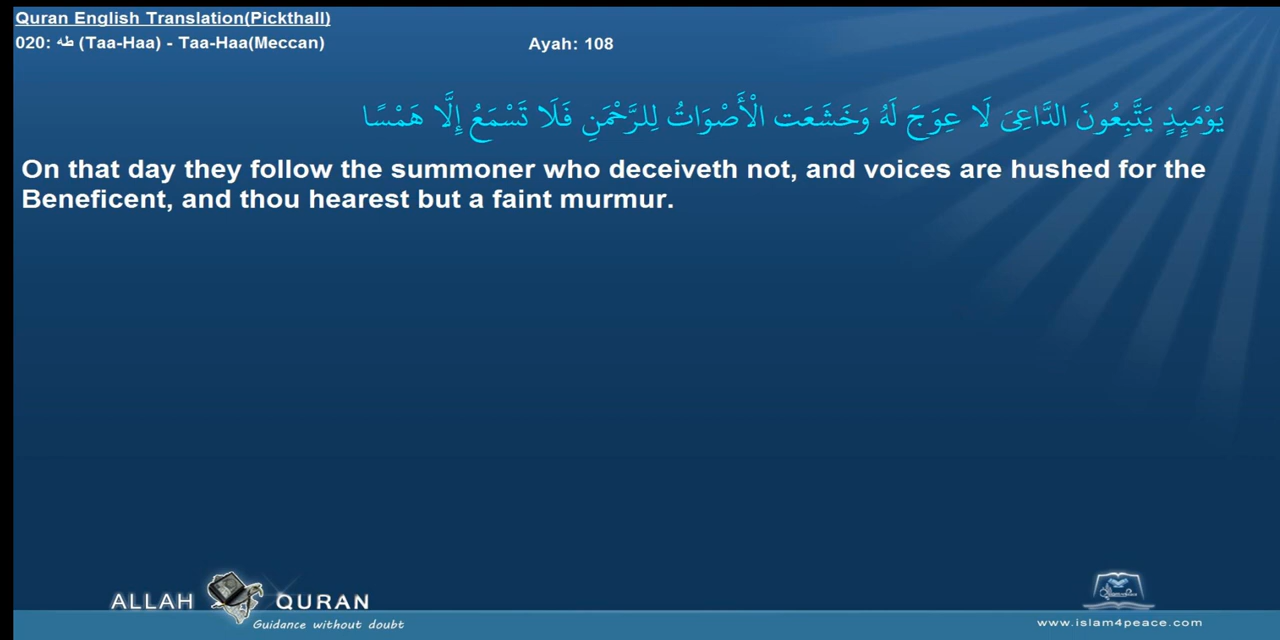 Quran English Translation(Pickthall)
020: طه (Taa-Haa) - Taa-Haa(Meccan) Ayah: 108
يَوْمَئِذٍ يَتَّبِعُونَ الدَّاعِىَ لَا عِوَجَ لَهُ وَخَشَعَت الْأَصْوَاتُ لِلرَّحْمَنِ فَلَا تَسْمَعُ إِلَّا هَمْسًا
On that day they follow the summoner who deceiveth not, and voices are hushed for the
Beneficent, and thou hearest but a faint murmur.
ALLAH QURAN
Guidance without doubt
www.islam4peace.com